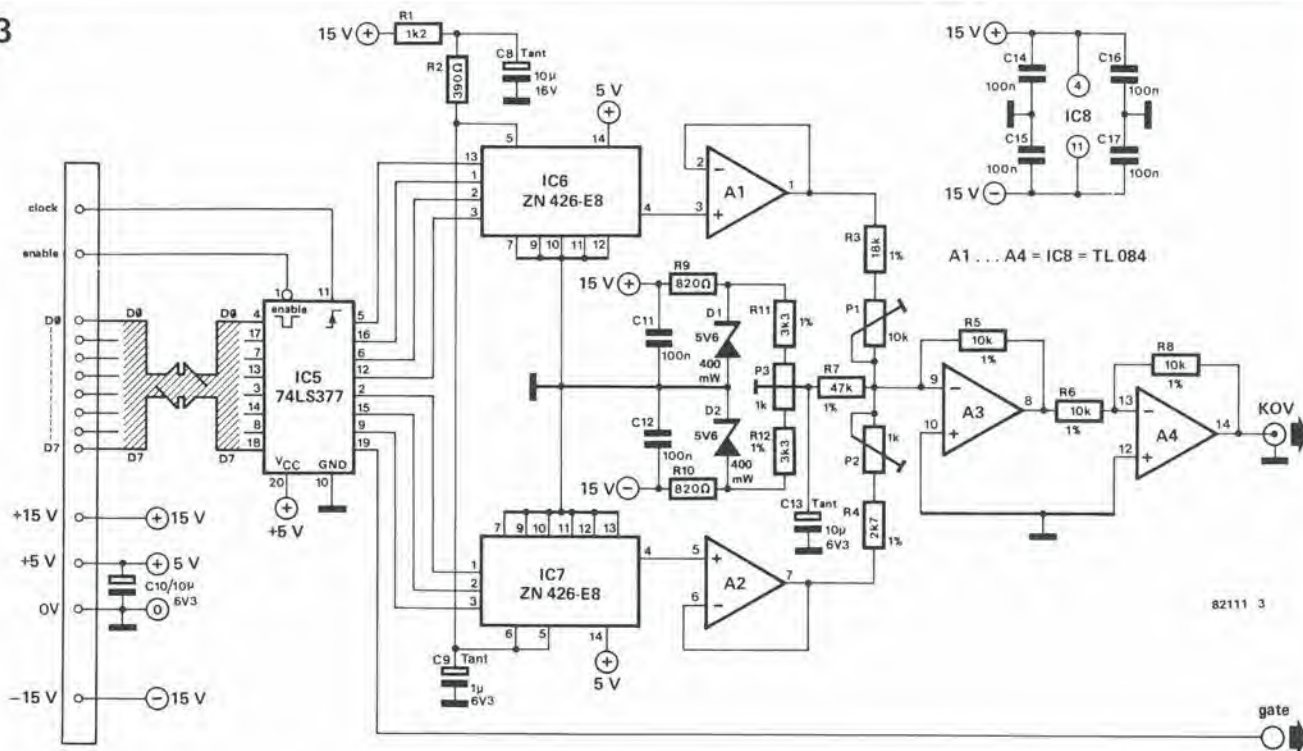 3
15 V
R1
1k2
R2
390Ω
C8 Tant
10µ
16V
5 V
5
14
13
1
2
3
IC6
ZN 426-E8
4
7 9 10 11 12
2
3
A1
1
R3
18k
1%
P1
10k
15 V
C14
100n
C16
100n
4
IC8
11
C15
100n
C17
100n
15 V
A1 . . . A4 = IC8 = TL 084
clock
enable
D0
D7
D0
D7
D0
D7
1
enable
11
4
17
7
13
3
14
8
18
IC5
74LS377
5
16
6
12
2
15
9
19
VCC
20
GND
10
+5 V
15 V
R9
820Ω
C11
100n
D1
5V6
400
mW
R11
3k3
1%
P3
1k
R7
47k
1%
C12
100n
D2
5V6
400
mW
R12
1%
3k3
15 V
R10
820Ω
C13 Tant
10µ
6V3
1k
P2
R4
2k7
1%
R5
10k
1%
9
10
A3
8
R6
10k
1%
R8
10k
1%
13
12
A4
14
KOV
+15 V
15 V
+5 V
5 V
C10/10µ
6V3
0V
0
−15 V
15 V
7 9 10 11 12 13
1
2
3
IC7
ZN 426-E8
4
6 5 14
5 V
C9 Tant
1µ
6V3
5
6
A2
7
82111 3
gate